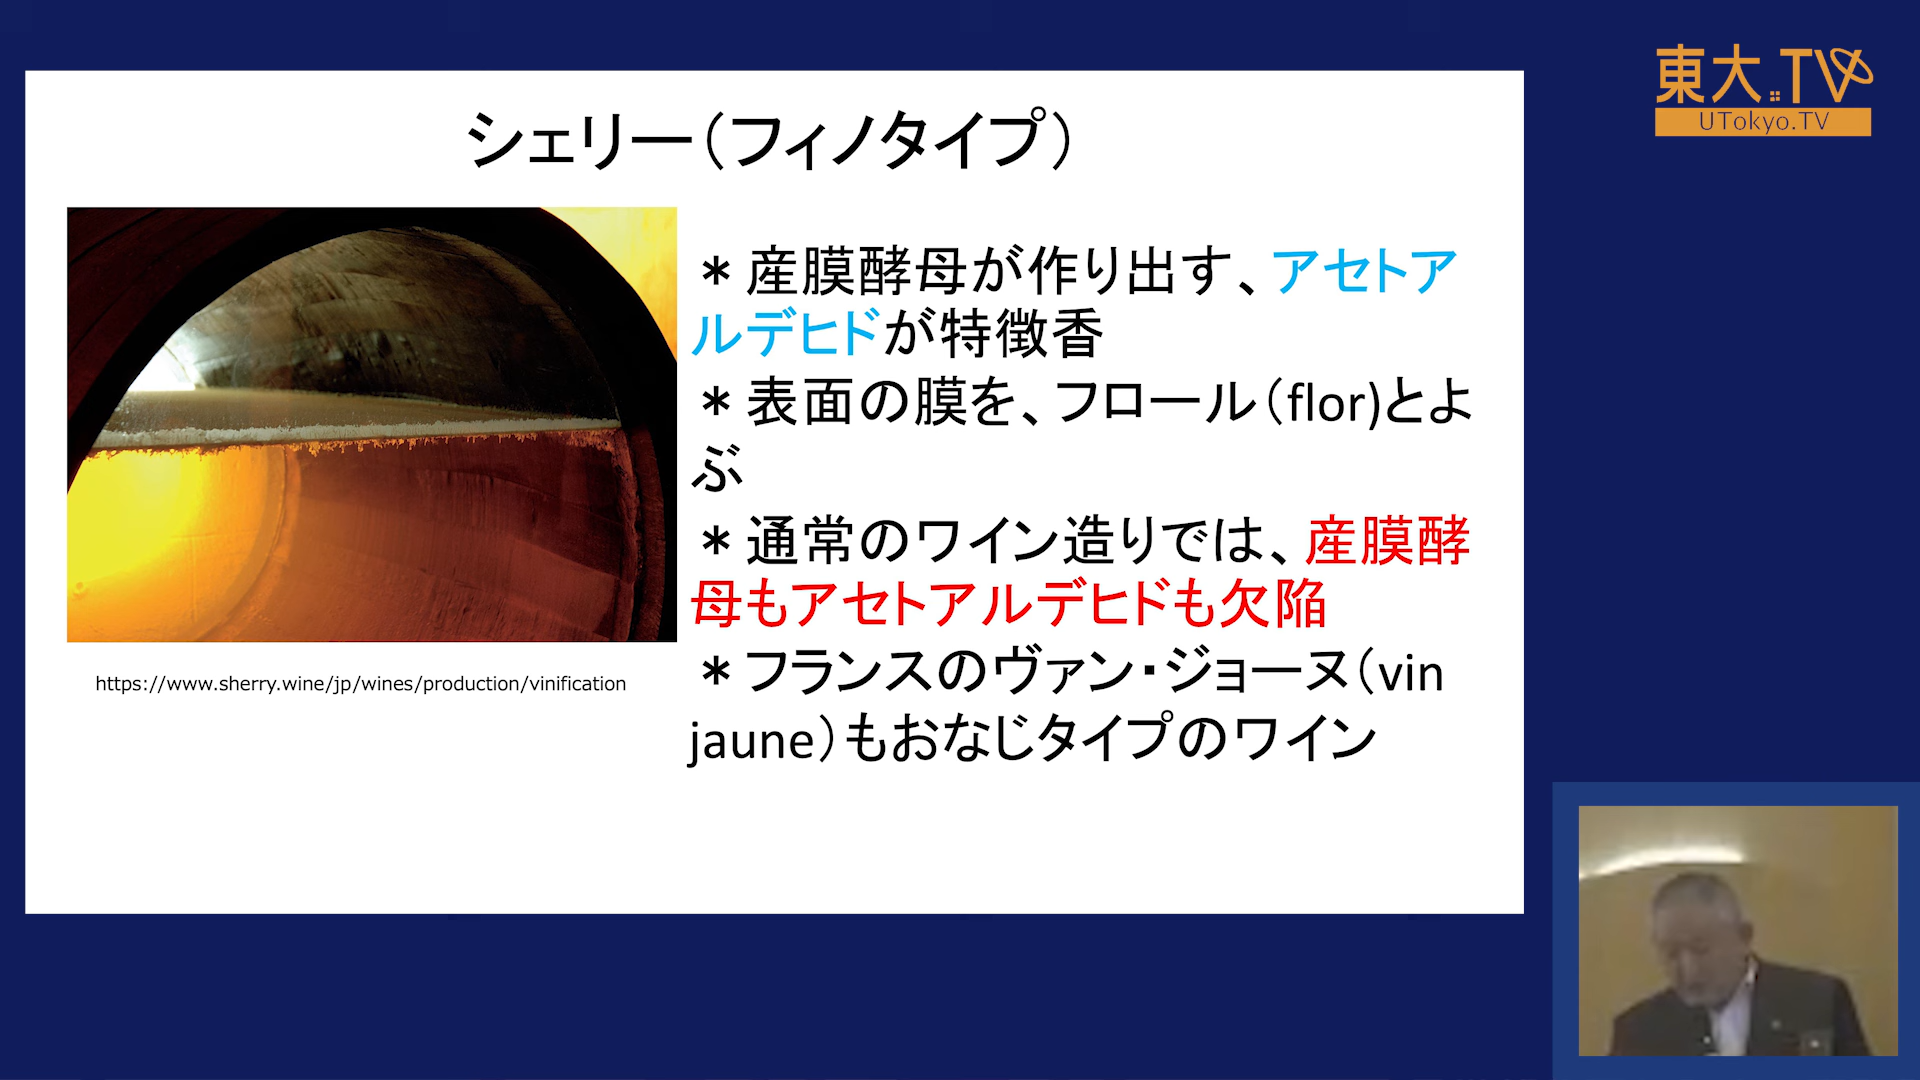 東大TV
UTokyo.TV
シェリー（フィノタイプ）
＊産膜酵母が作り出す、アセトア
ルデヒドが特徴香
＊表面の膜を、フロール（flor)とよ
ぶ
＊通常のワイン造りでは、産膜酵
母もアセトアルデヒドも欠陥
＊フランスのヴァン・ジョーヌ（vin
jaune）もおなじタイプのワイン
https://www.sherry.wine/jp/wines/production/vinification